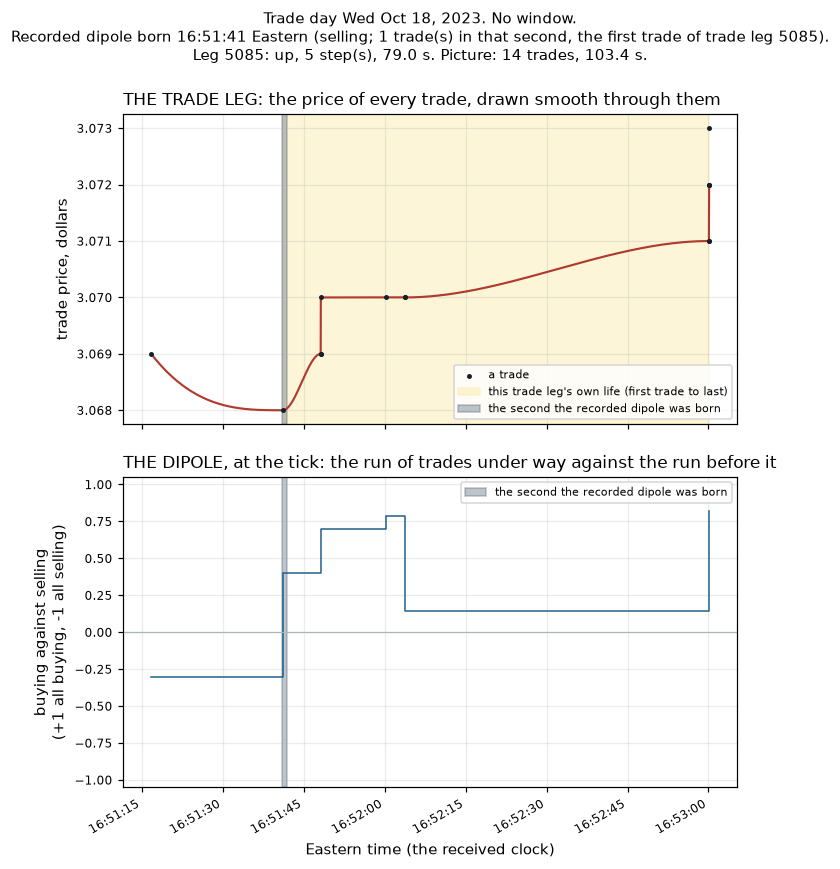 Trade day Wed Oct 18, 2023. No window.
Recorded dipole born 16:51:41 Eastern (selling; 1 trade(s) in that second, the first trade of trade leg 5085).
Leg 5085: up, 5 step(s), 79.0 s. Picture: 14 trades, 103.4 s.
THE TRADE LEG: the price of every trade, drawn smooth through them
trade price, dollars
3.073
3.072
3.071
3.070
3.069
3.068
a trade
this trade leg's own life (first trade to last)
the second the recorded dipole was born
THE DIPOLE, at the tick: the run of trades under way against the run before it
buying against selling
(+1 all buying, -1 all selling)
1.00
0.75
0.50
0.25
0.00
−0.25
−0.50
−0.75
−1.00
the second the recorded dipole was born
16:51:15
16:51:30
16:51:45
16:52:00
16:52:15
16:52:30
16:52:45
16:53:00
Eastern time (the received clock)